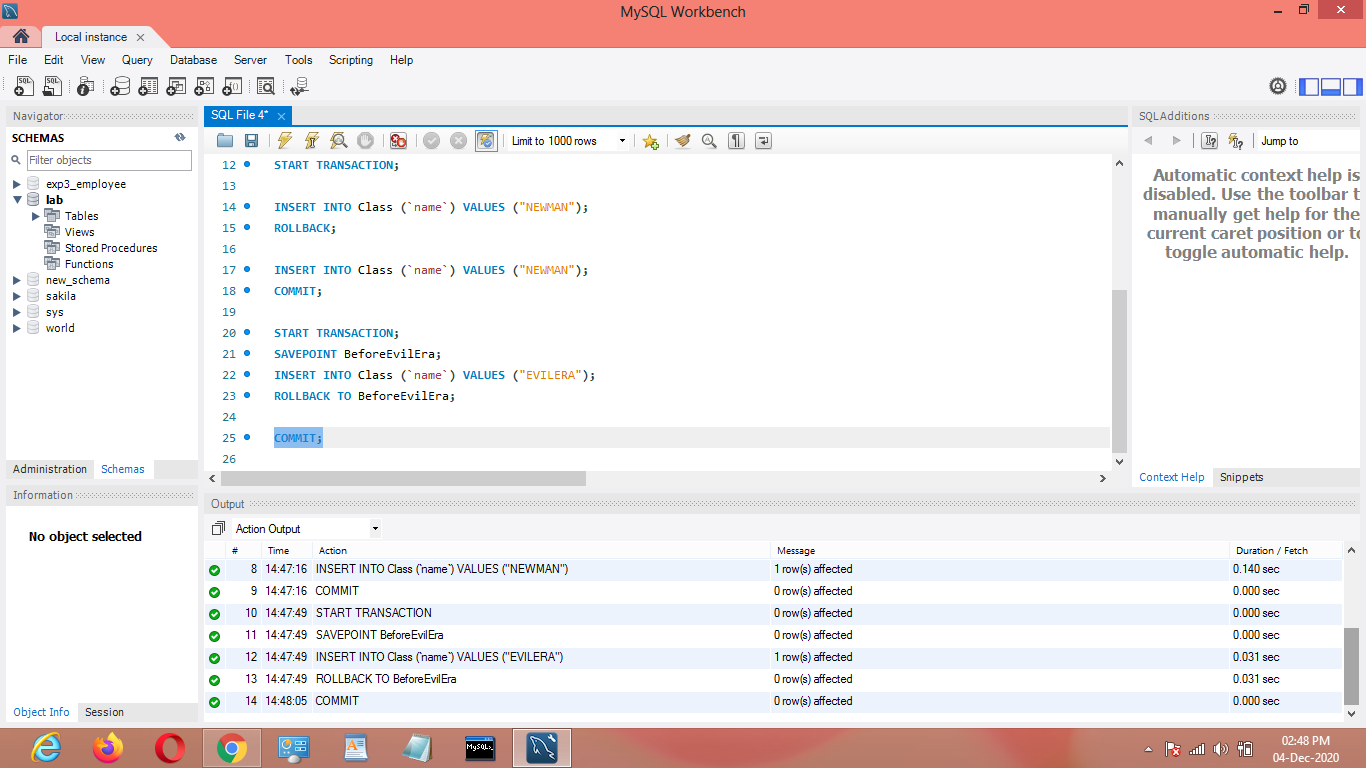 MySQL Workbench
Local instance
File Edit View Query Database Server Tools Scripting Help
Navigator
SCHEMAS
Filter objects
exp3_employee
lab
Tables
Views
Stored Procedures
Functions
new_schema
sakila
sys
world
Administration Schemas
Information
No object selected
Object Info Session
SQL File 4*
Limit to 1000 rows
12 START TRANSACTION;
13
14 INSERT INTO Class (`name`) VALUES ("NEWMAN");
15 ROLLBACK;
16
17 INSERT INTO Class (`name`) VALUES ("NEWMAN");
18 COMMIT;
19
20 START TRANSACTION;
21 SAVEPOINT BeforeEvilEra;
22 INSERT INTO Class (`name`) VALUES ("EVILERA");
23 ROLLBACK TO BeforeEvilEra;
24
25 COMMIT;
26
SQLAdditions
Jump to
Automatic context help is
disabled. Use the toolbar t
manually get help for the
current caret position or to
toggle automatic help.
Context Help Snippets
Output
Action Output
# Time Action Message Duration / Fetch
8 14:47:16 INSERT INTO Class (`name`) VALUES ("NEWMAN") 1 row(s) affected 0.140 sec
9 14:47:16 COMMIT 0 row(s) affected 0.000 sec
10 14:47:49 START TRANSACTION 0 row(s) affected 0.000 sec
11 14:47:49 SAVEPOINT BeforeEvilEra 0 row(s) affected 0.000 sec
12 14:47:49 INSERT INTO Class (`name`) VALUES ("EVILERA") 1 row(s) affected 0.031 sec
13 14:47:49 ROLLBACK TO BeforeEvilEra 0 row(s) affected 0.031 sec
14 14:48:05 COMMIT 0 row(s) affected 0.000 sec
MySQL
02:48 PM
04-Dec-2020